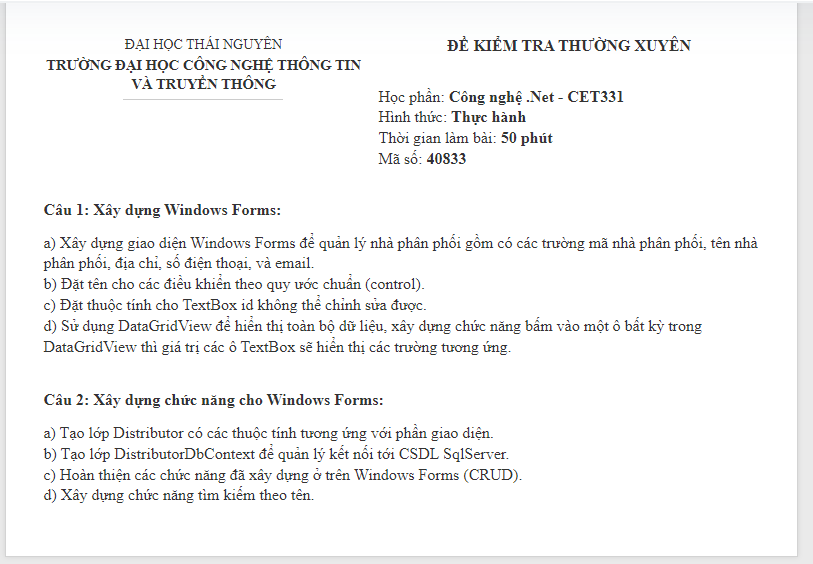 ĐẠI HỌC THÁI NGUYÊN
TRƯỜNG ĐẠI HỌC CÔNG NGHỆ THÔNG TIN
VÀ TRUYỀN THÔNG
ĐỀ KIỂM TRA THƯỜNG XUYÊN
Học phần: Công nghệ .Net - CET331
Hình thức: Thực hành
Thời gian làm bài: 50 phút
Mã số: 40833
Câu 1: Xây dựng Windows Forms:
a) Xây dựng giao diện Windows Forms để quản lý nhà phân phối gồm có các trường mã nhà phân phối, tên nhà
phân phối, địa chỉ, số điện thoại, và email.
b) Đặt tên cho các điều khiển theo quy ước chuẩn (control).
c) Đặt thuộc tính cho TextBox id không thể chỉnh sửa được.
d) Sử dụng DataGridView để hiển thị toàn bộ dữ liệu, xây dựng chức năng bấm vào một ô bất kỳ trong
DataGridView thì giá trị các ô TextBox sẽ hiển thị các trường tương ứng.
Câu 2: Xây dựng chức năng cho Windows Forms:
a) Tạo lớp Distributor có các thuộc tính tương ứng với phần giao diện.
b) Tạo lớp DistributorDbContext để quản lý kết nối tới CSDL SqlServer.
c) Hoàn thiện các chức năng đã xây dựng ở trên Windows Forms (CRUD).
d) Xây dựng chức năng tìm kiếm theo tên.